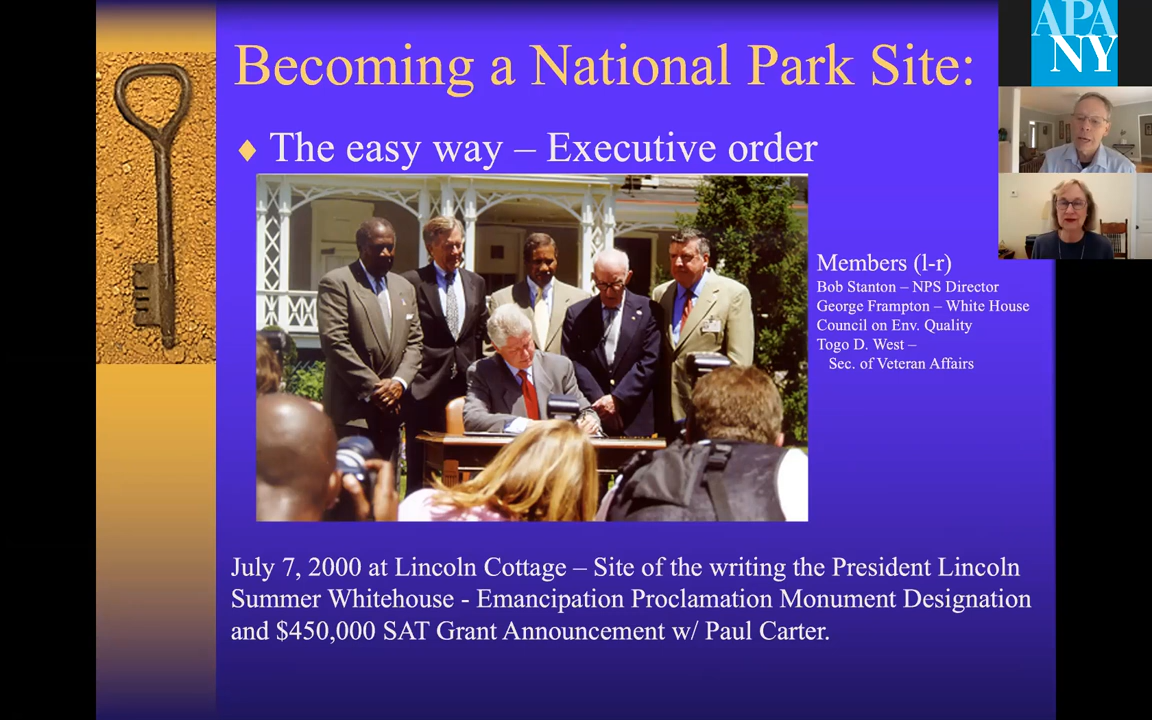 Becoming a National Park Site:
The easy way – Executive order
APA
NY
Members (l-r)
Bob Stanton – NPS Director
George Frampton – White House
Council on Env. Quality
Togo D. West –
Sec. of Veteran Affairs
July 7, 2000 at Lincoln Cottage – Site of the writing the President Lincoln
Summer Whitehouse - Emancipation Proclamation Monument Designation
and $450,000 SAT Grant Announcement w/ Paul Carter.